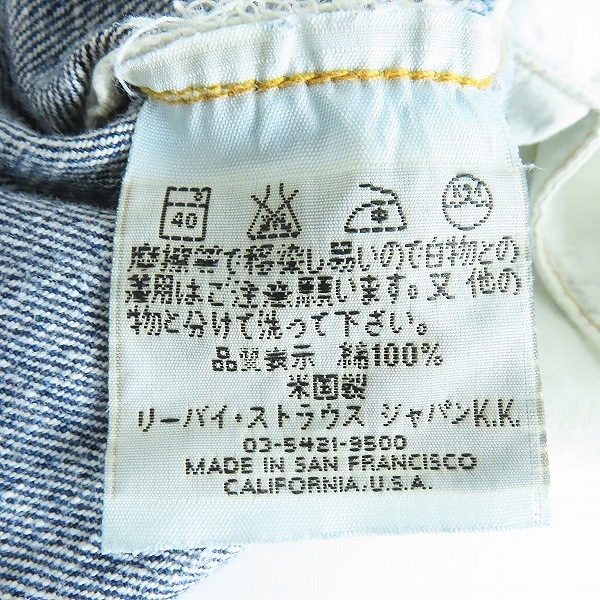 40
摩擦等で移染し易いので白物との
着用はご注意願います。又 他の
物と分けて洗って下さい。
品質表示 綿100%
米国製
リーバイ・ストラウス ジャパンK.K.
03-5421-9500
MADE IN SAN FRANCISCO
CALIFORNIA.U.S.A.